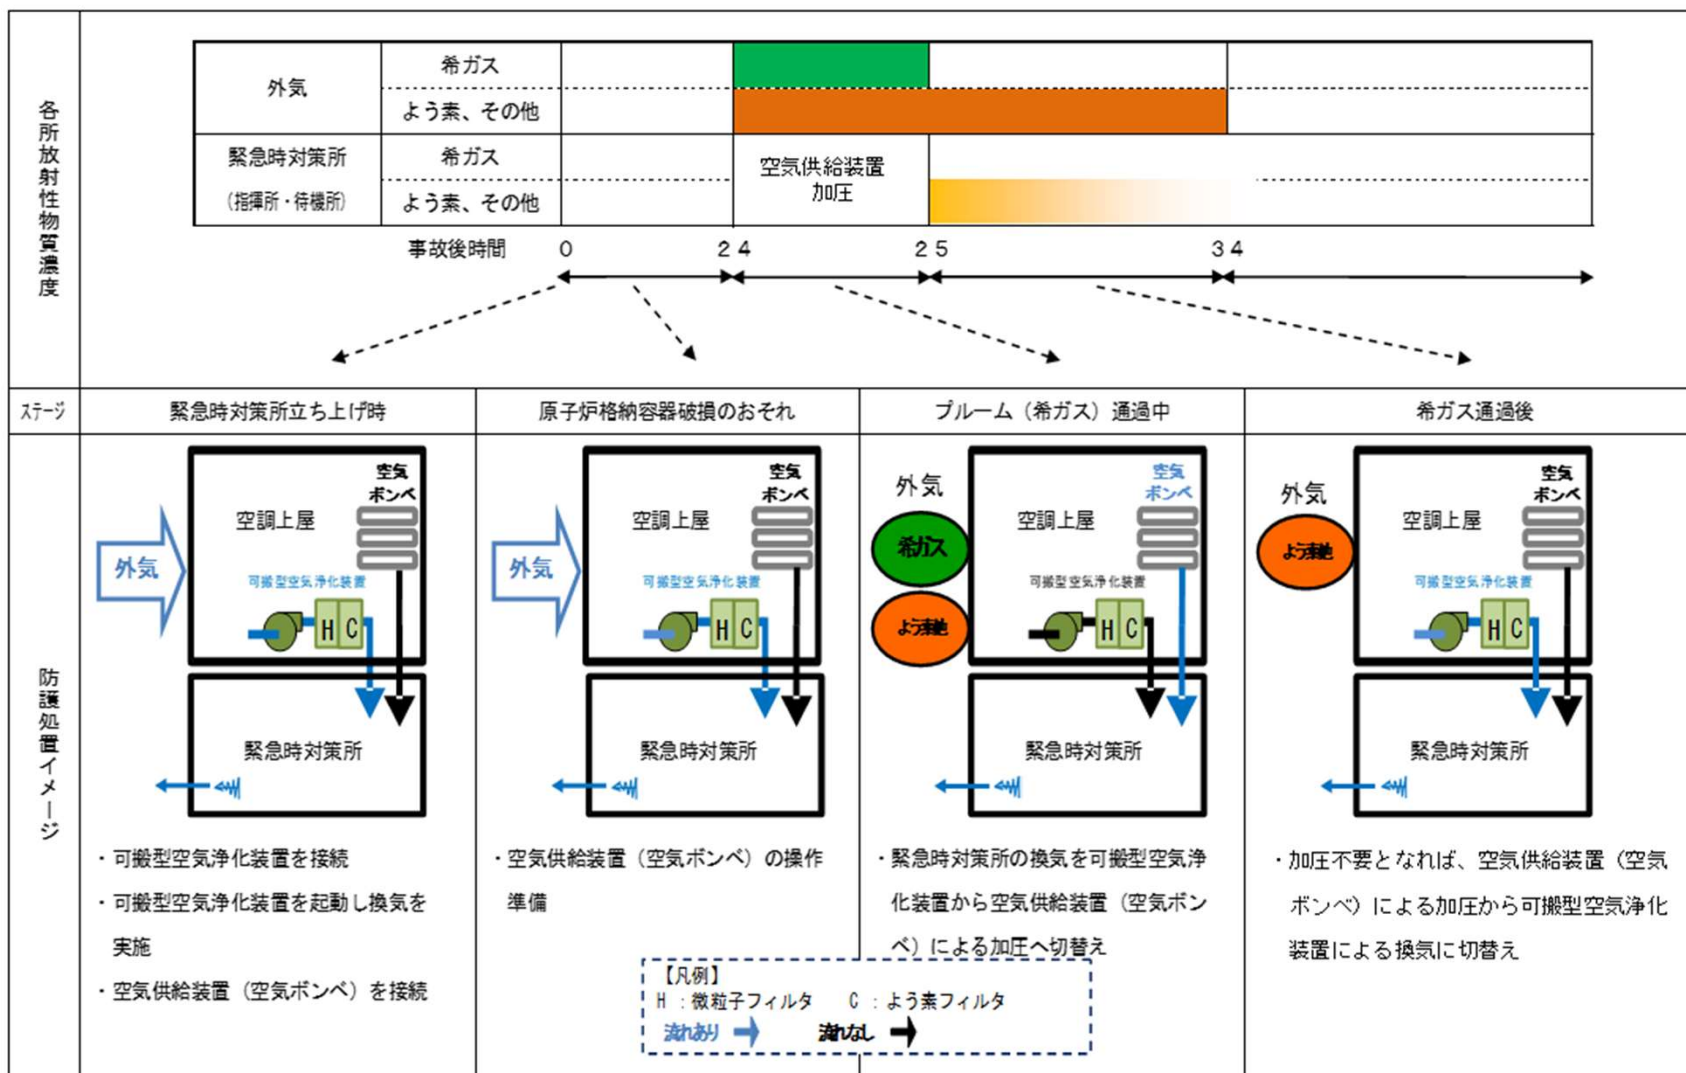 各所放射性物質濃度
外気
希ガス
よう素、その他
緊急時対策所
(指揮所・待機所)
希ガス
よう素、その他
空気供給装置
加圧
事故後時間 0 24 25 34
ステージ
緊急時対策所立ち上げ時
原子炉格納容器破損のおそれ
プルーム（希ガス）通過中
希ガス通過後
防護処置イメージ
空気
ボンベ
空調上屋
外気
可搬型空気浄化装置
H C
緊急時対策所
・可搬型空気浄化装置を接続
・可搬型空気浄化装置を起動し換気を
実施
・空気供給装置（空気ボンベ）を接続
空気
ボンベ
空調上屋
外気
可搬型空気浄化装置
H C
緊急時対策所
・空気供給装置（空気ボンベ）の操作
準備
外気
空気
ボンベ
空調上屋
希ガス
可搬型空気浄化装置
H C
緊急時対策所
・緊急時対策所の換気を可搬型空気浄
化装置から空気供給装置（空気ボン
ベ）による加圧へ切替え
外気
空気
ボンベ
空調上屋
可搬型空気浄化装置
H C
緊急時対策所
・加圧不要となれば、空気供給装置（空気
ボンベ）による加圧から可搬型空気浄化
装置による換気に切替え
【凡例】
H ：微粒子フィルタ C ：よう素フィルタ
流れあり 流れなし